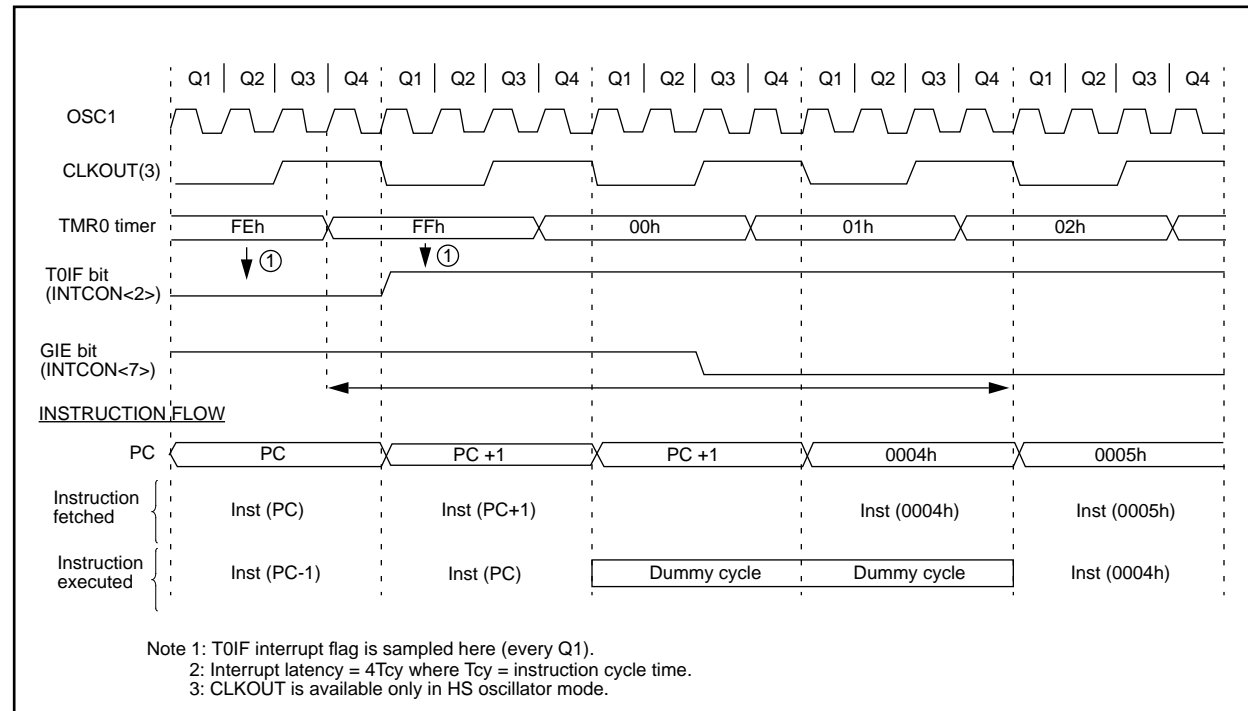 Q1 Q2 Q3 Q4 Q1 Q2 Q3 Q4 Q1 Q2 Q3 Q4 Q1 Q2 Q3 Q4 Q1 Q2 Q3 Q4
OSC1
CLKOUT(3)
TMR0 timer FEh FFh 00h 01h 02h
1 1
T0IF bit
(INTCON<2>)
GIE bit
(INTCON<7>)
INSTRUCTION FLOW
PC PC PC +1 PC +1 0004h 0005h
Instruction
fetched
Inst (PC) Inst (PC+1) Inst (0004h) Inst (0005h)
Instruction
executed
Inst (PC-1) Inst (PC) Dummy cycle Dummy cycle Inst (0004h)
Note 1: T0IF interrupt flag is sampled here (every Q1).
2: Interrupt latency = 4Tcy where Tcy = instruction cycle time.
3: CLKOUT is available only in HS oscillator mode.